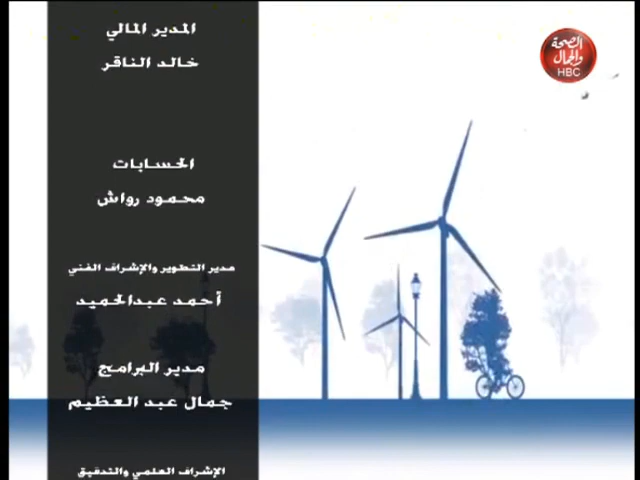 المدير المالي
خالد الناقر
الحسابات
محمود رواش
مدير التطوير والإشراف الفني
أحمد عبدالحميد
مدير البرامج
جمال عبد العظيم
الإشراف العلمي والتدقيق
الصحة
والجمال
HBC